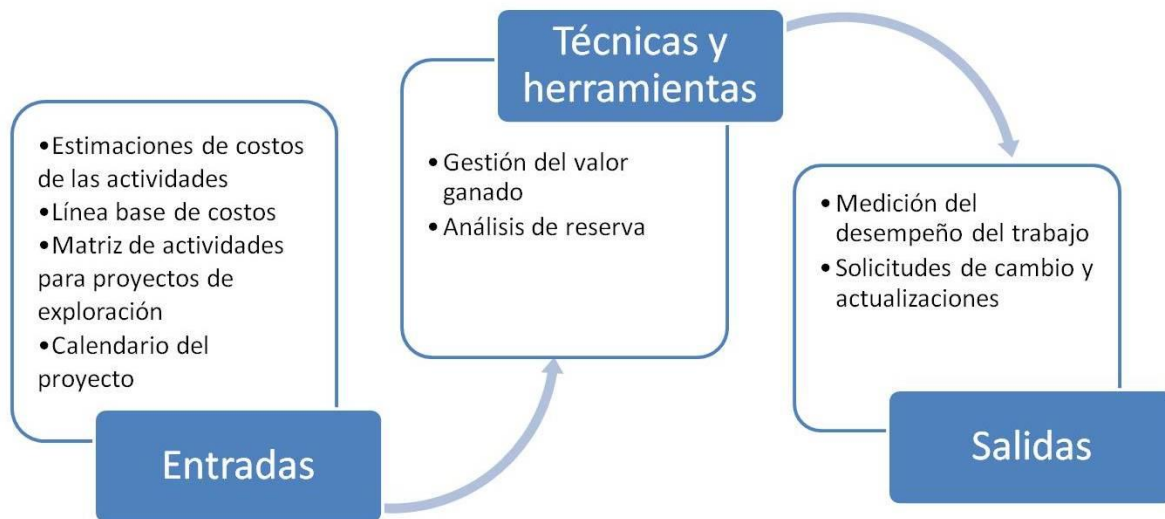 •Estimaciones de costos
de las actividades
•Línea base de costos
•Matriz de actividades
para proyectos de
exploración
•Calendario del
proyecto
Entradas
Técnicas y
herramientas
• Gestión del valor
ganado
• Análisis de reserva
• Medición del
desempeño del trabajo
• Solicitudes de cambio y
actualizaciones
Salidas